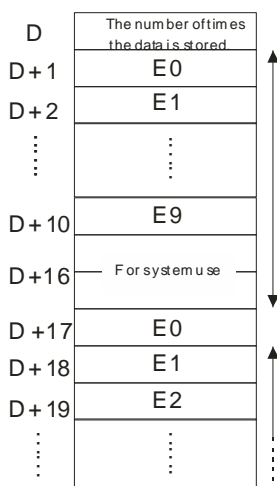 D The number of times
the data is stored.
D+1 E0
D+2 E1
D+10 E9
D+16 For system use
D+17 E0
D+18 E1
D+19 E2